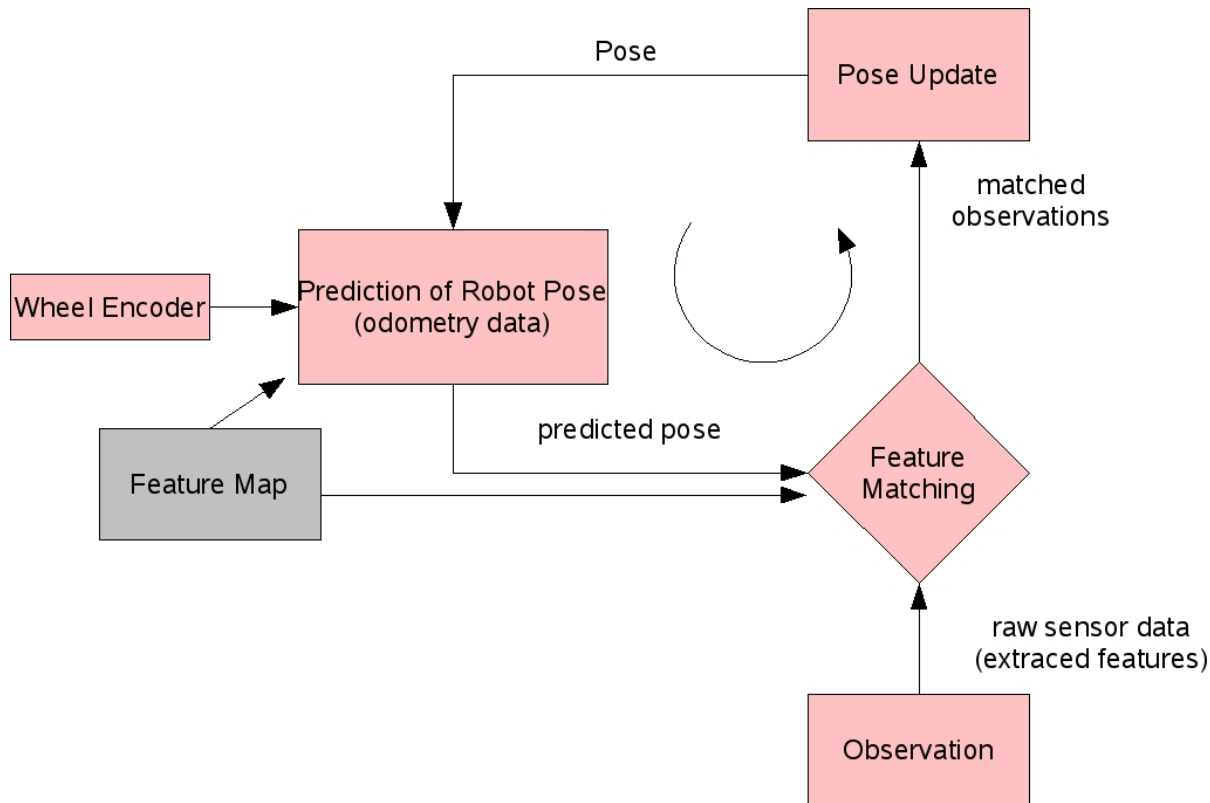 Pose
Pose Update
matched
observations
Wheel Encoder
Prediction of Robot Pose
(odometry data)
predicted pose
Feature Map
Feature
Matching
raw sensor data
(extraced features)
Observation